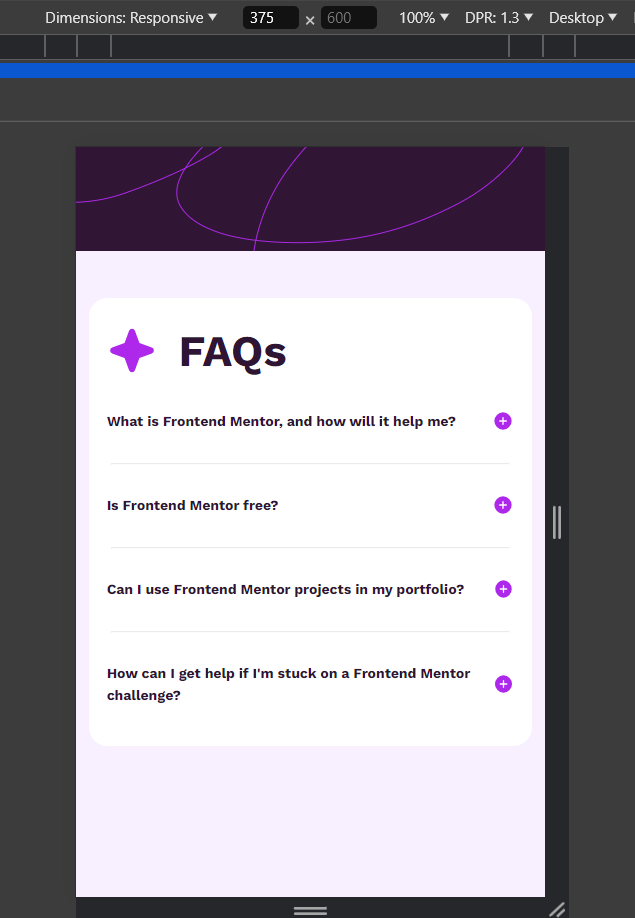 Dimensions: Responsive ▼ 375 × 600 100% ▼ DPR: 1.3 ▼ Desktop ▼
FAQs
What is Frontend Mentor, and how will it help me?
Is Frontend Mentor free?
Can I use Frontend Mentor projects in my portfolio?
How can I get help if I'm stuck on a Frontend Mentor
challenge?